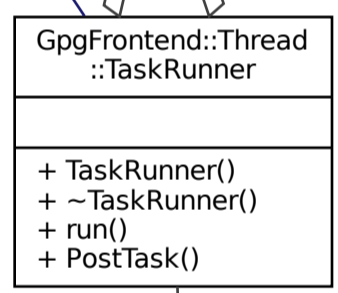 GpgFrontend::Thread
::TaskRunner
+ TaskRunner()
+ ~TaskRunner()
+ run()
+ PostTask()